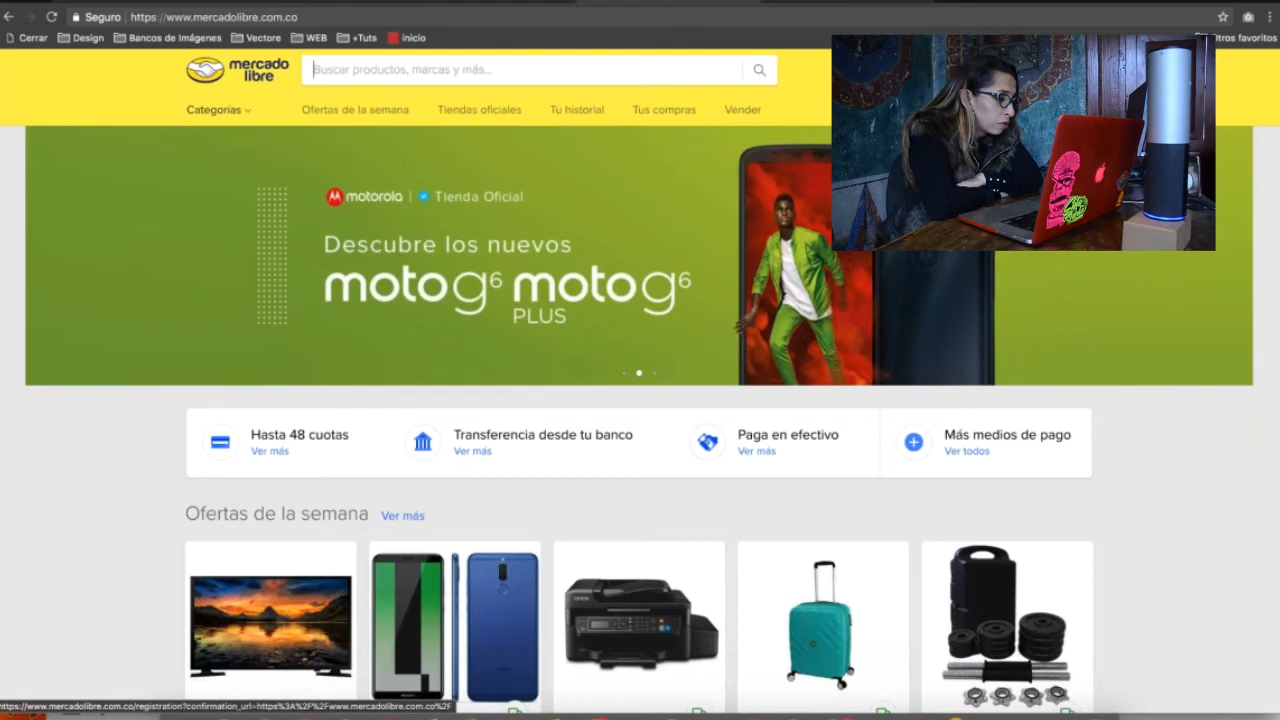 Seguro https://www.mercadolibre.com.co
Cerrar Design Bancos de Imágenes Vectore WEB +Tuts Inicio Otros favoritos
mercado
libre
Buscar productos, marcas y más...
Categorías Ofertas de la semana Tiendas oficiales Tu historial Tus compras Vender
motorola | Tienda Oficial
Descubre los nuevos
moto g6 moto g6
PLUS
Hasta 48 cuotas
Ver más
Transferencia desde tu banco
Ver más
Paga en efectivo
Ver más
Más medios de pago
Ver todos
Ofertas de la semana Ver más
https://www.mercadolibre.com.co/registration?confirmation_url=https%3A%2F%2Fwww.mercadolibre.com.co%2F